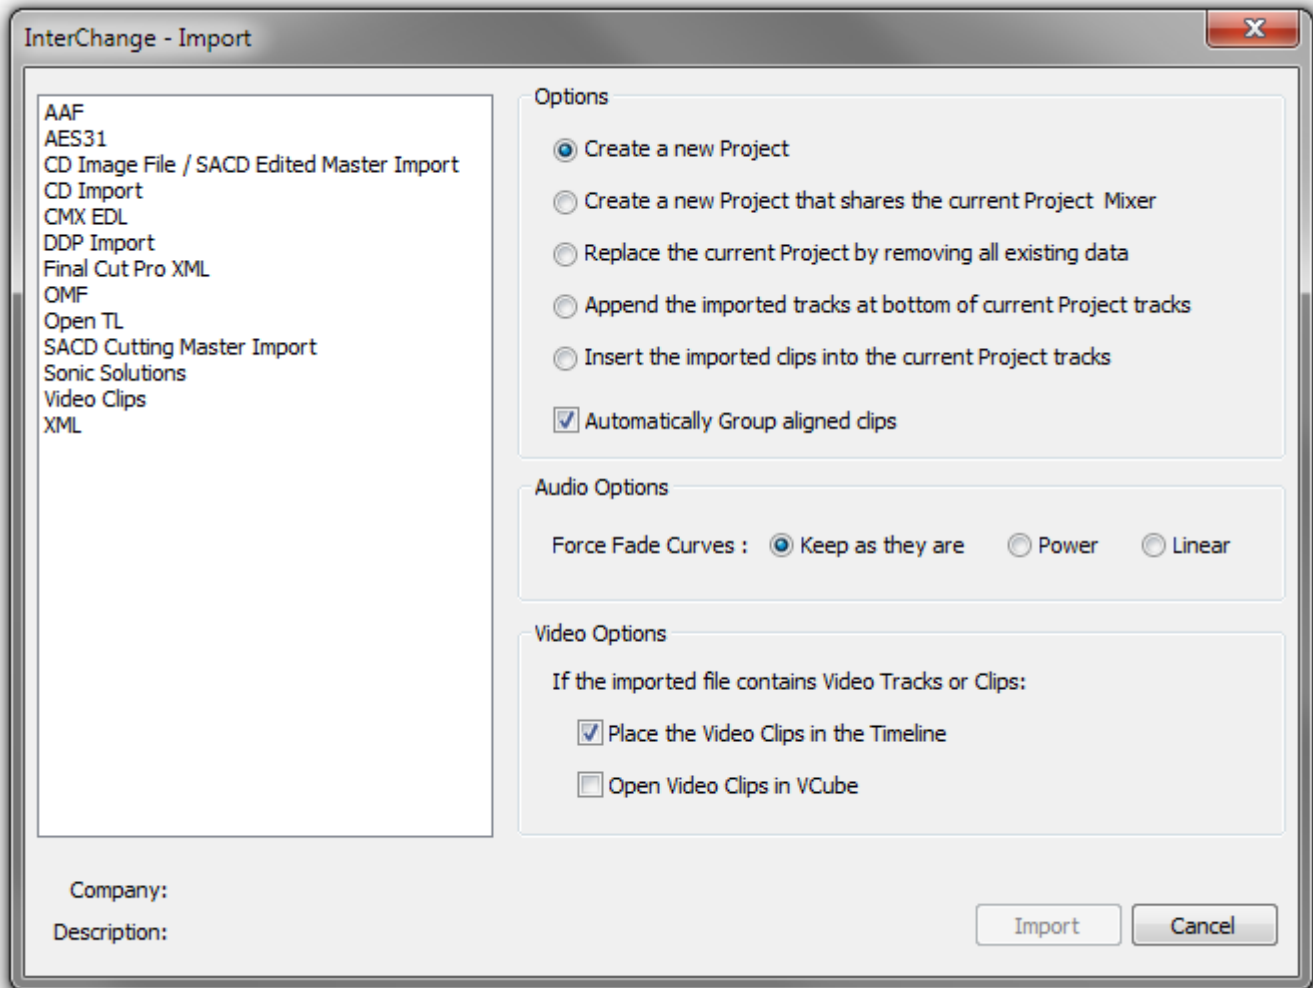 InterChange - Import
AAF
AES31
CD Image File / SACD Edited Master Import
CD Import
CMX EDL
DDP Import
Final Cut Pro XML
OMF
Open TL
SACD Cutting Master Import
Sonic Solutions
Video Clips
XML
Options
Create a new Project
Create a new Project that shares the current Project  Mixer
Replace the current Project by removing all existing data
Append the imported tracks at bottom of current Project tracks
Insert the imported clips into the current Project tracks
Automatically Group aligned clips
Audio Options
Force Fade Curves : Keep as they are Power Linear
Video Options
If the imported file contains Video Tracks or Clips:
Place the Video Clips in the Timeline
Open Video Clips in VCube
Company:
Description:
Import Cancel